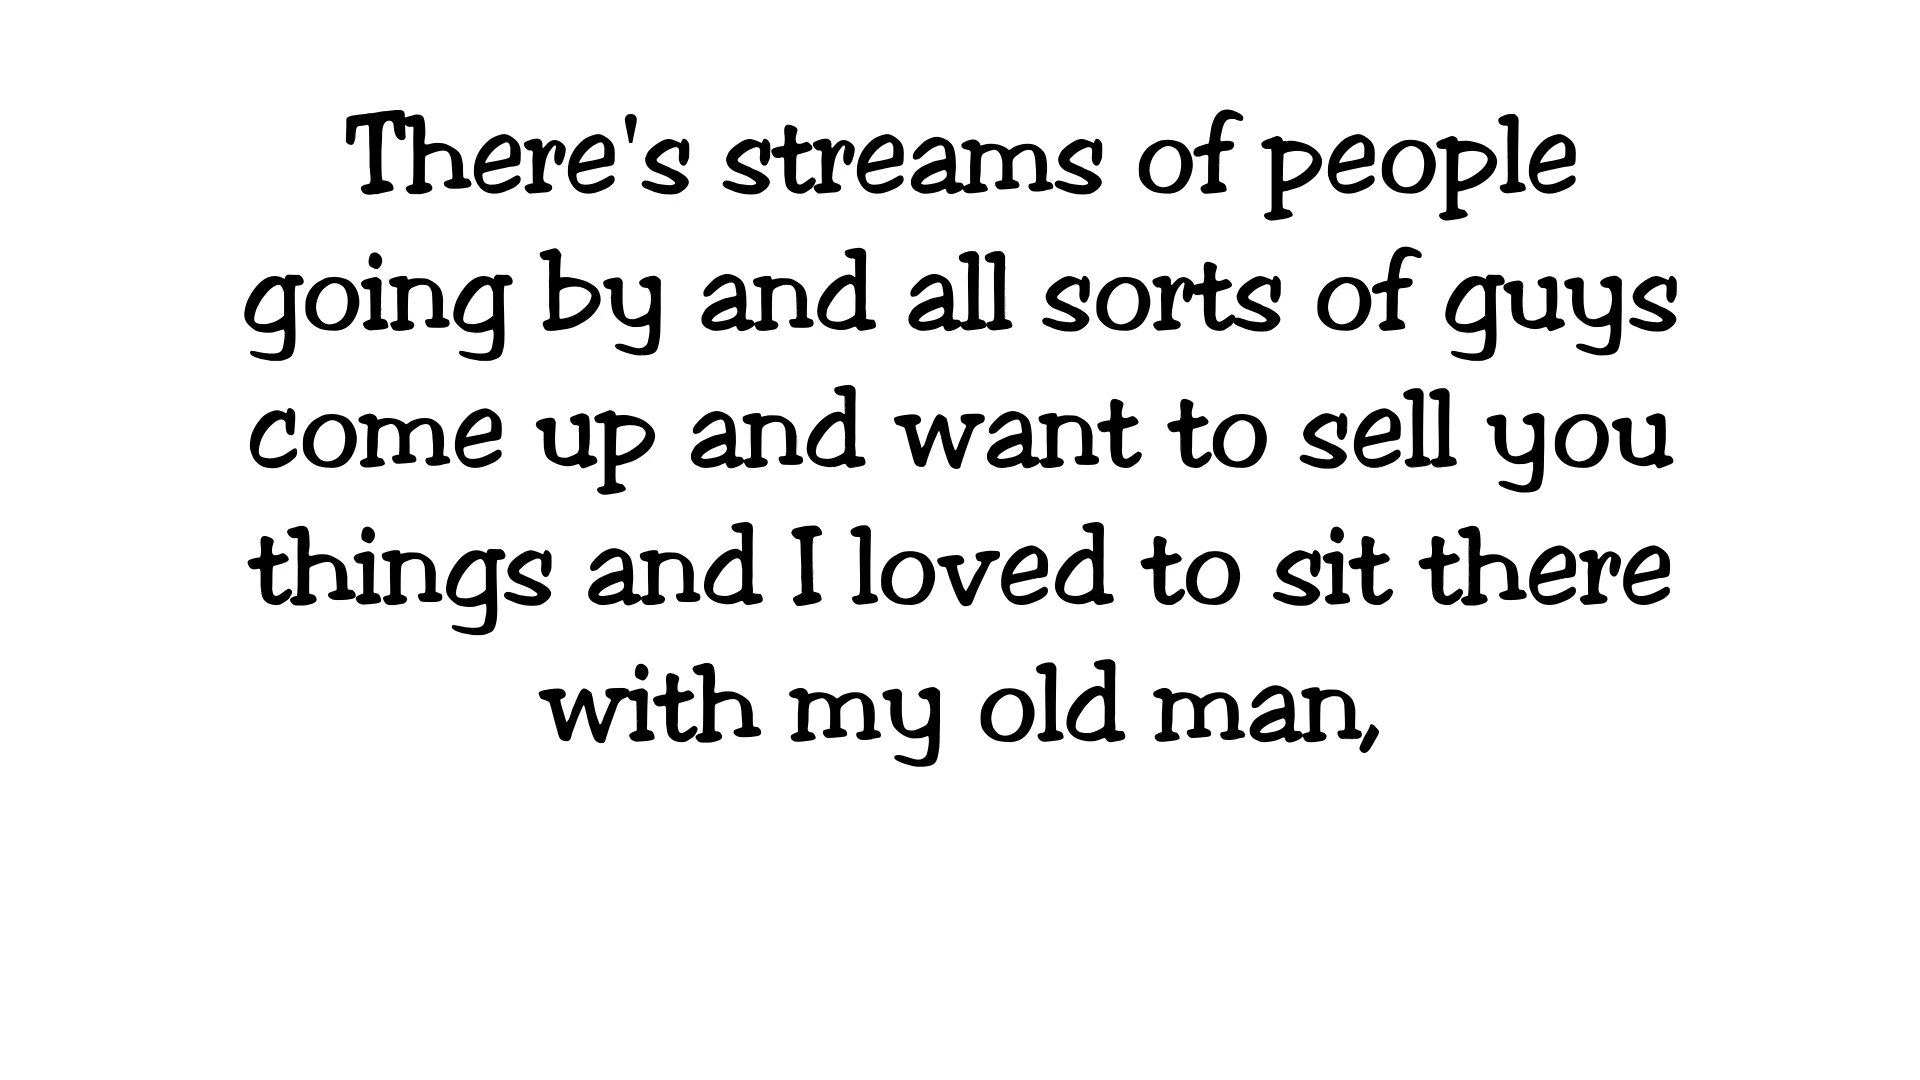 There's streams of people
going by and all sorts of guys
come up and want to sell you
things and I loved to sit there
with my old man,